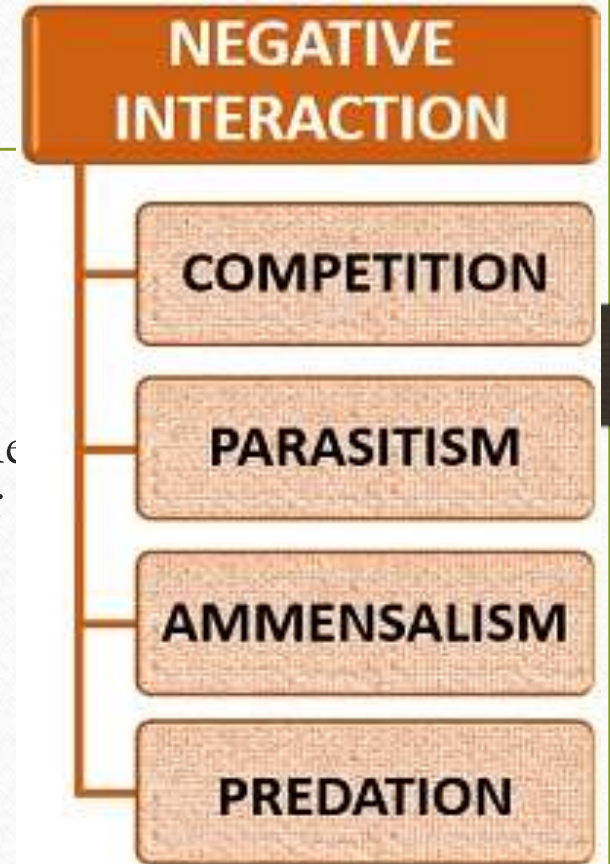 NEGATIVE
INTERACTION
COMPETITION
PARASITISM
AMMENSALISM
PREDATION